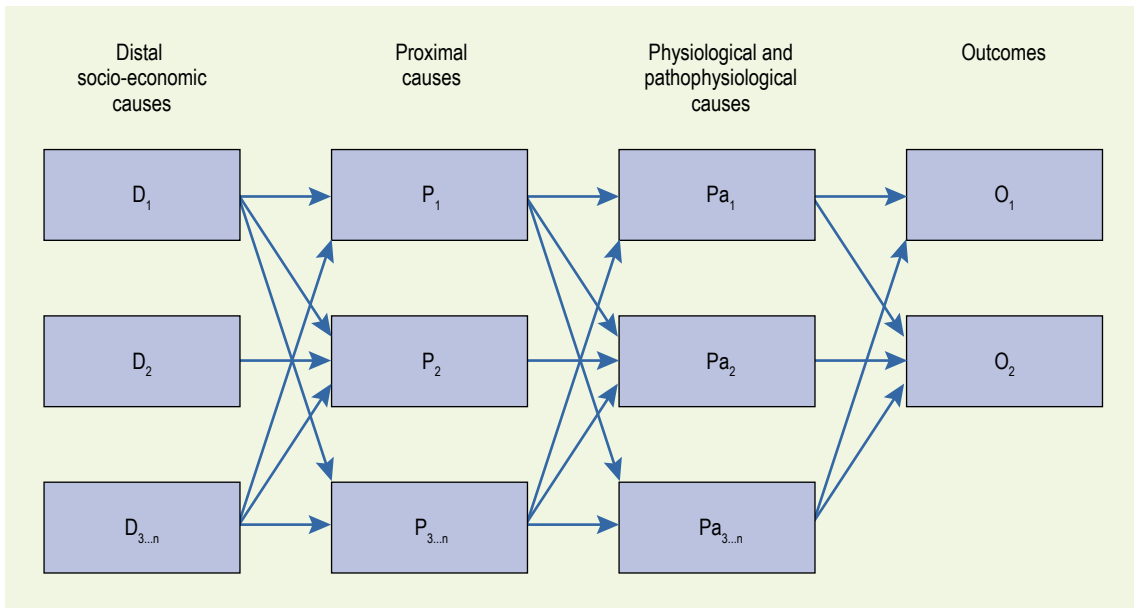 Distal
socio-economic
causes
Proximal
causes
Physiological and
pathophysiological
causes
Outcomes
D1
P1
Pa1
O1
D2
P2
Pa2
O2
D3...n
P3...n
Pa3...n